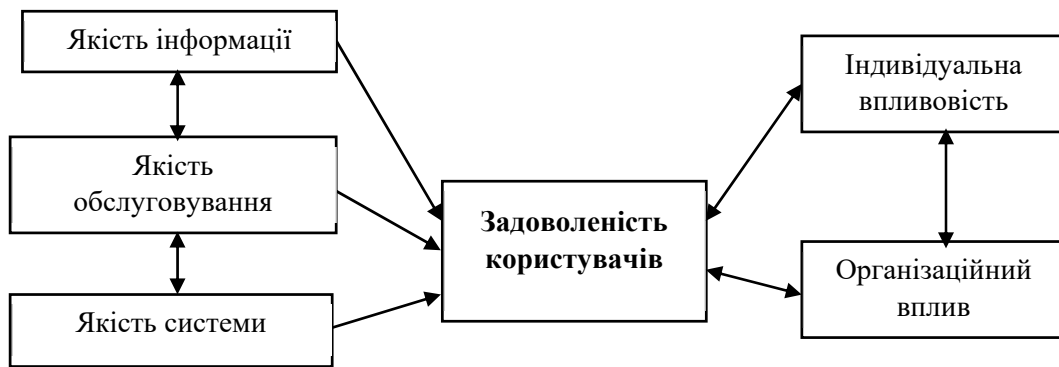 Якість інформації
Якість
обслуговування
Якість системи
Задоволеність
користувачів
Індивідуальна
впливовість
Організаційний
вплив